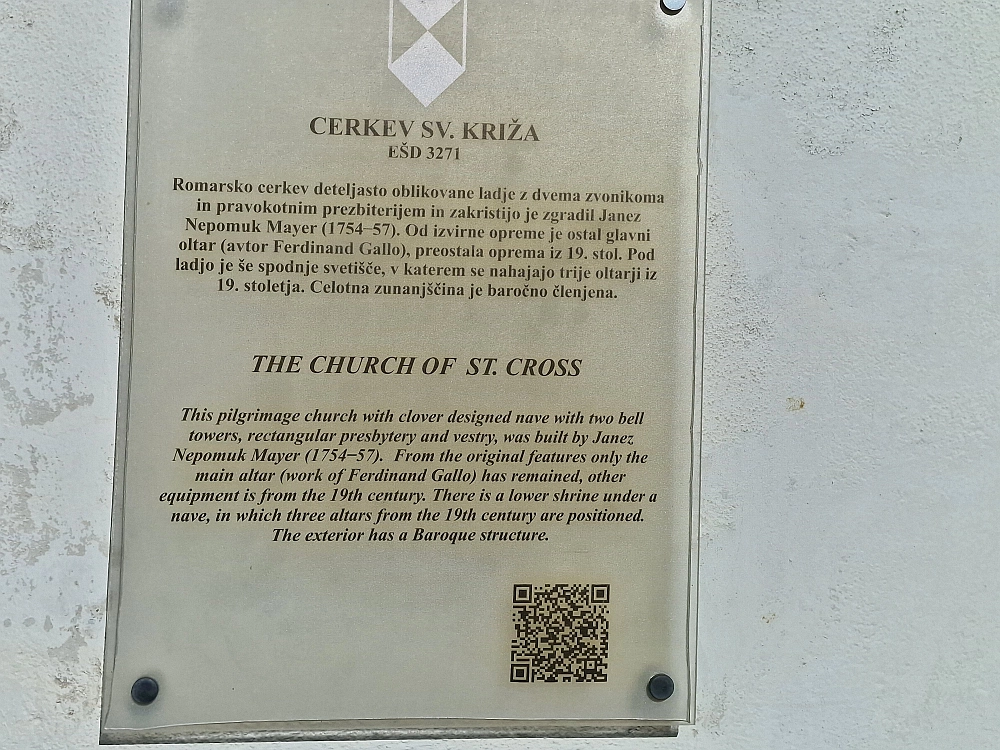 CERKEV SV. KRIŽA
EŠD 3271
Romarsko cerkev deteljasto oblikovane ladje z dvema zvonikoma
in pravokotnim prezbiterijem in zakristijo je zgradil Janez
Nepomuk Mayer (1754–57). Od izvirne opreme je ostal glavni
oltar (avtor Ferdinand Gallo), preostala oprema iz 19. stol. Pod
ladjo je še spodnje svetišče, v katerem se nahajajo trije oltarji iz
19. stoletja. Celotna zunanjščina je baročno členjena.
THE CHURCH OF ST. CROSS
This pilgrimage church with clover designed nave with two bell
towers, rectangular presbytery and vestry, was built by Janez
Nepomuk Mayer (1754–57). From the original features only the
main altar (work of Ferdinand Gallo) has remained, other
equipment is from the 19th century. There is a lower shrine under a
nave, in which three altars from the 19th century are positioned.
The exterior has a Baroque structure.